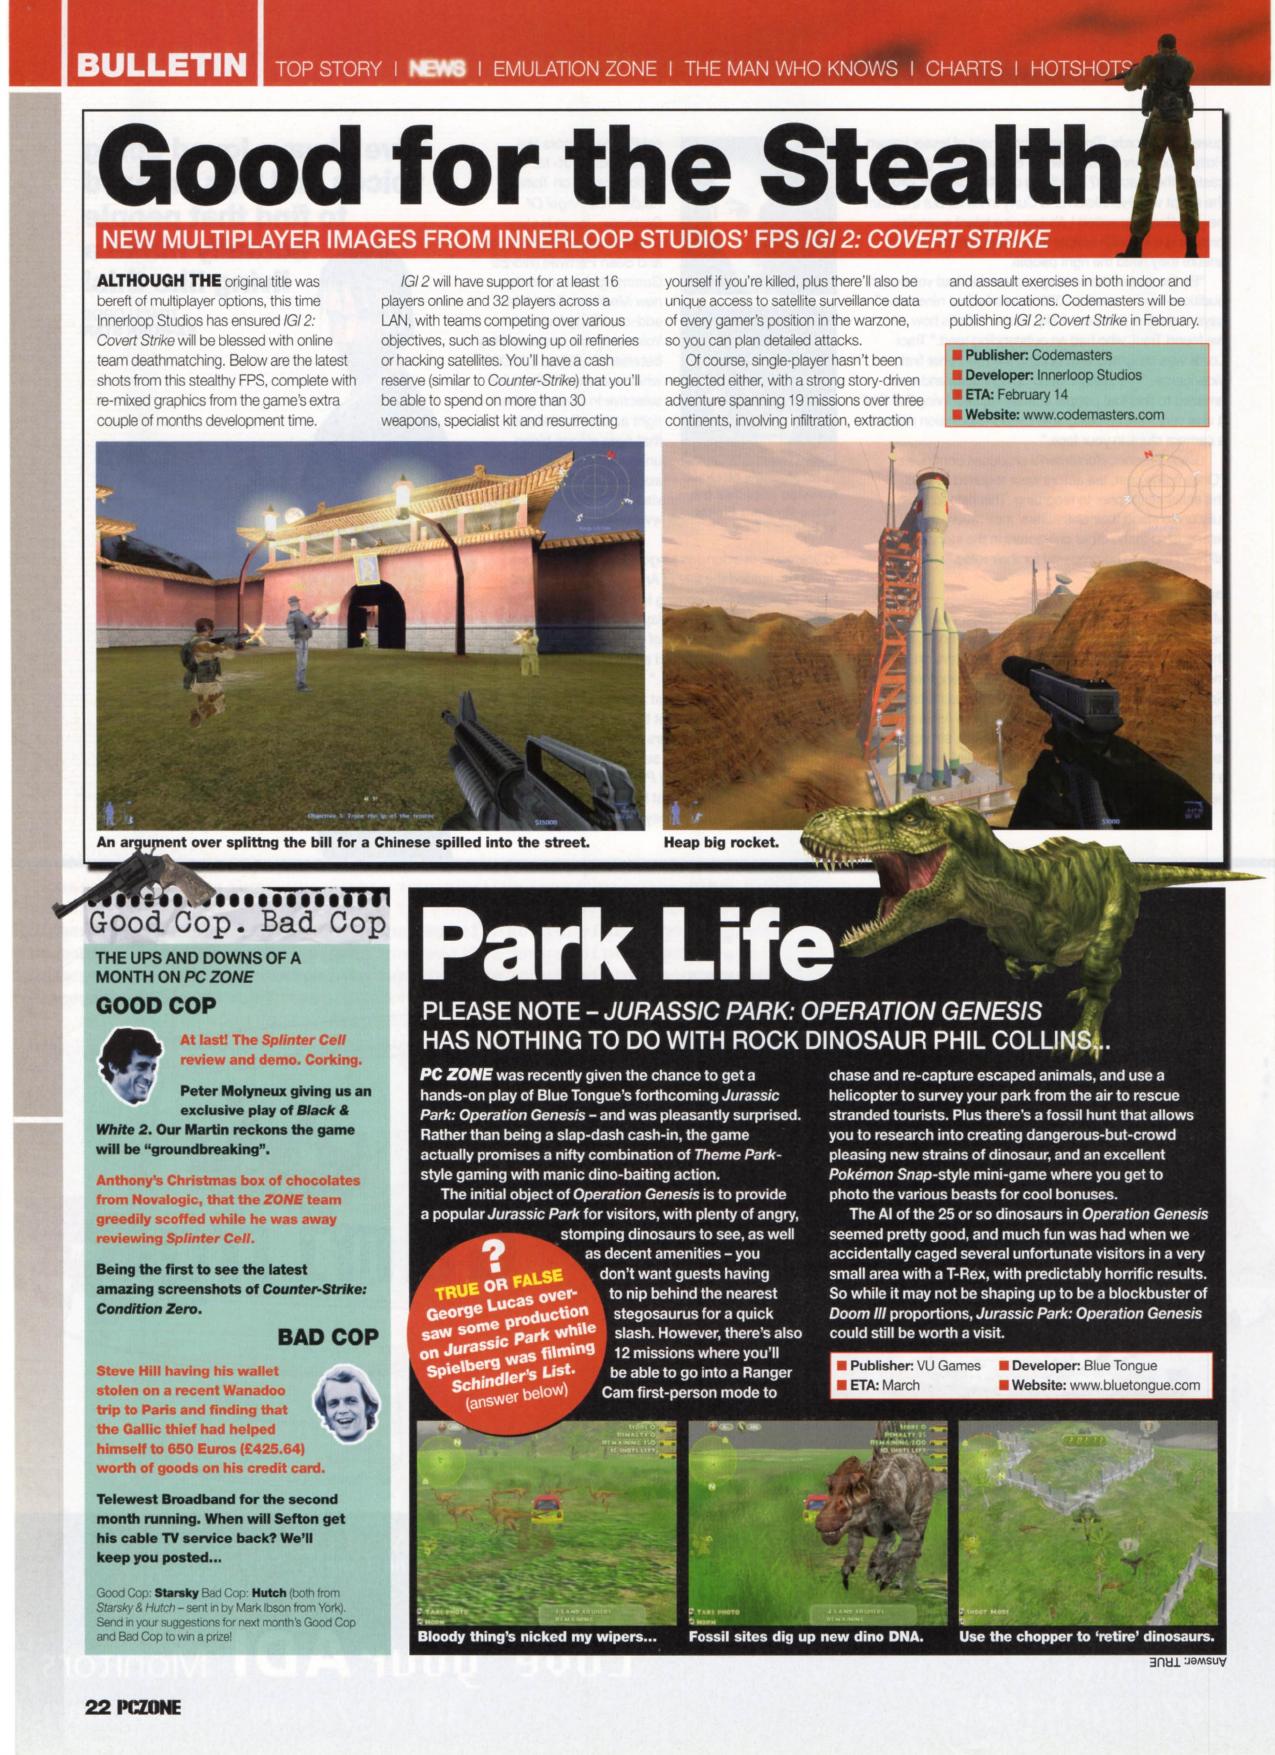 BULLETIN
TOP STORY | NEWS | EMULATION ZONE | THE MAN WHO KNOWS | CHARTS | HOTSHOTS
Good for the Stealth
NEW MULTIPLAYER IMAGES FROM INNERLOOP STUDIOS' FPS IGI 2: COVERT STRIKE
ALTHOUGH THE original title was
bereft of multiplayer options, this time
Innerloop Studios has ensured IGI 2:
Covert Strike will be blessed with online
team deathmatching. Below are the latest
shots from this stealthy FPS, complete with
re-mixed graphics from the game's extra
couple of months development time.
IGI 2 will have support for at least 16
players online and 32 players across a
LAN, with teams competing over various
objectives, such as blowing up oil refineries
or hacking satellites. You'll have a cash
reserve (similar to Counter-Strike) that you'll
be able to spend on more than 30
weapons, specialist kit and resurrecting
yourself if you're killed, plus there'll also be
unique access to satellite surveillance data
of every gamer's position in the warzone,
so you can plan detailed attacks.
Of course, single-player hasn't been
neglected either, with a strong story-driven
adventure spanning 19 missions over three
continents, involving infiltration, extraction
and assault exercises in both indoor and
outdoor locations. Codemasters will be
publishing IGI 2: Covert Strike in February.
Publisher: Codemasters
Developer: Innerloop Studios
ETA: February 14
Website: www.codemasters.com
An argument over splittng the bill for a Chinese spilled into the street.
Heap big rocket.
Good Cop. Bad Cop
THE UPS AND DOWNS OF A
MONTH ON PC ZONE
GOOD COP
At last! The Splinter Cell
review and demo. Corking.
Peter Molyneux giving us an
exclusive play of Black &
White 2. Our Martin reckons the game
will be "groundbreaking".
Anthony's Christmas box of chocolates
from Novalogic, that the ZONE team
greedily scoffed while he was away
reviewing Splinter Cell.
Being the first to see the latest
amazing screenshots of Counter-Strike:
Condition Zero.
BAD COP
Steve Hill having his wallet
stolen on a recent Wanadoo
trip to Paris and finding that
the Gallic thief had helped
himself to 650 Euros (£425.64)
worth of goods on his credit card.
Telewest Broadband for the second
month running. When will Sefton get
his cable TV service back? We'll
keep you posted...
Good Cop: Starsky Bad Cop: Hutch (both from
Starsky & Hutch – sent in by Mark Ibson from York).
Send in your suggestions for next month's Good Cop
and Bad Cop to win a prize!
Park Life
PLEASE NOTE – JURASSIC PARK: OPERATION GENESIS
HAS NOTHING TO DO WITH ROCK DINOSAUR PHIL COLLINS...
PC ZONE was recently given the chance to get a
hands-on play of Blue Tongue's forthcoming Jurassic
Park: Operation Genesis – and was pleasantly surprised.
Rather than being a slap-dash cash-in, the game
actually promises a nifty combination of Theme Park-
style gaming with manic dino-baiting action.
The initial object of Operation Genesis is to provide
a popular Jurassic Park for visitors, with plenty of angry,
stomping dinosaurs to see, as well
as decent amenities – you
don't want guests having
to nip behind the nearest
stegosaurus for a quick
slash. However, there's also
12 missions where you'll
be able to go into a Ranger
Cam first-person mode to
?
TRUE OR FALSE
George Lucas over-
saw some production
on Jurassic Park while
Spielberg was filming
Schindler's List.
(answer below)
chase and re-capture escaped animals, and use a
helicopter to survey your park from the air to rescue
stranded tourists. Plus there's a fossil hunt that allows
you to research into creating dangerous-but-crowd
pleasing new strains of dinosaur, and an excellent
Pokémon Snap-style mini-game where you get to
photo the various beasts for cool bonuses.
The AI of the 25 or so dinosaurs in Operation Genesis
seemed pretty good, and much fun was had when we
accidentally caged several unfortunate visitors in a very
small area with a T-Rex, with predictably horrific results.
So while it may not be shaping up to be a blockbuster of
Doom III proportions, Jurassic Park: Operation Genesis
could still be worth a visit.
Publisher: VU Games Developer: Blue Tongue
ETA: March Website: www.bluetongue.com
TAKE PHOTO
TAKE PHOTO
Bloody thing's nicked my wipers...
Fossil sites dig up new dino DNA.
Use the chopper to 'retire' dinosaurs.
Answer: TRUE
22 PCZONE